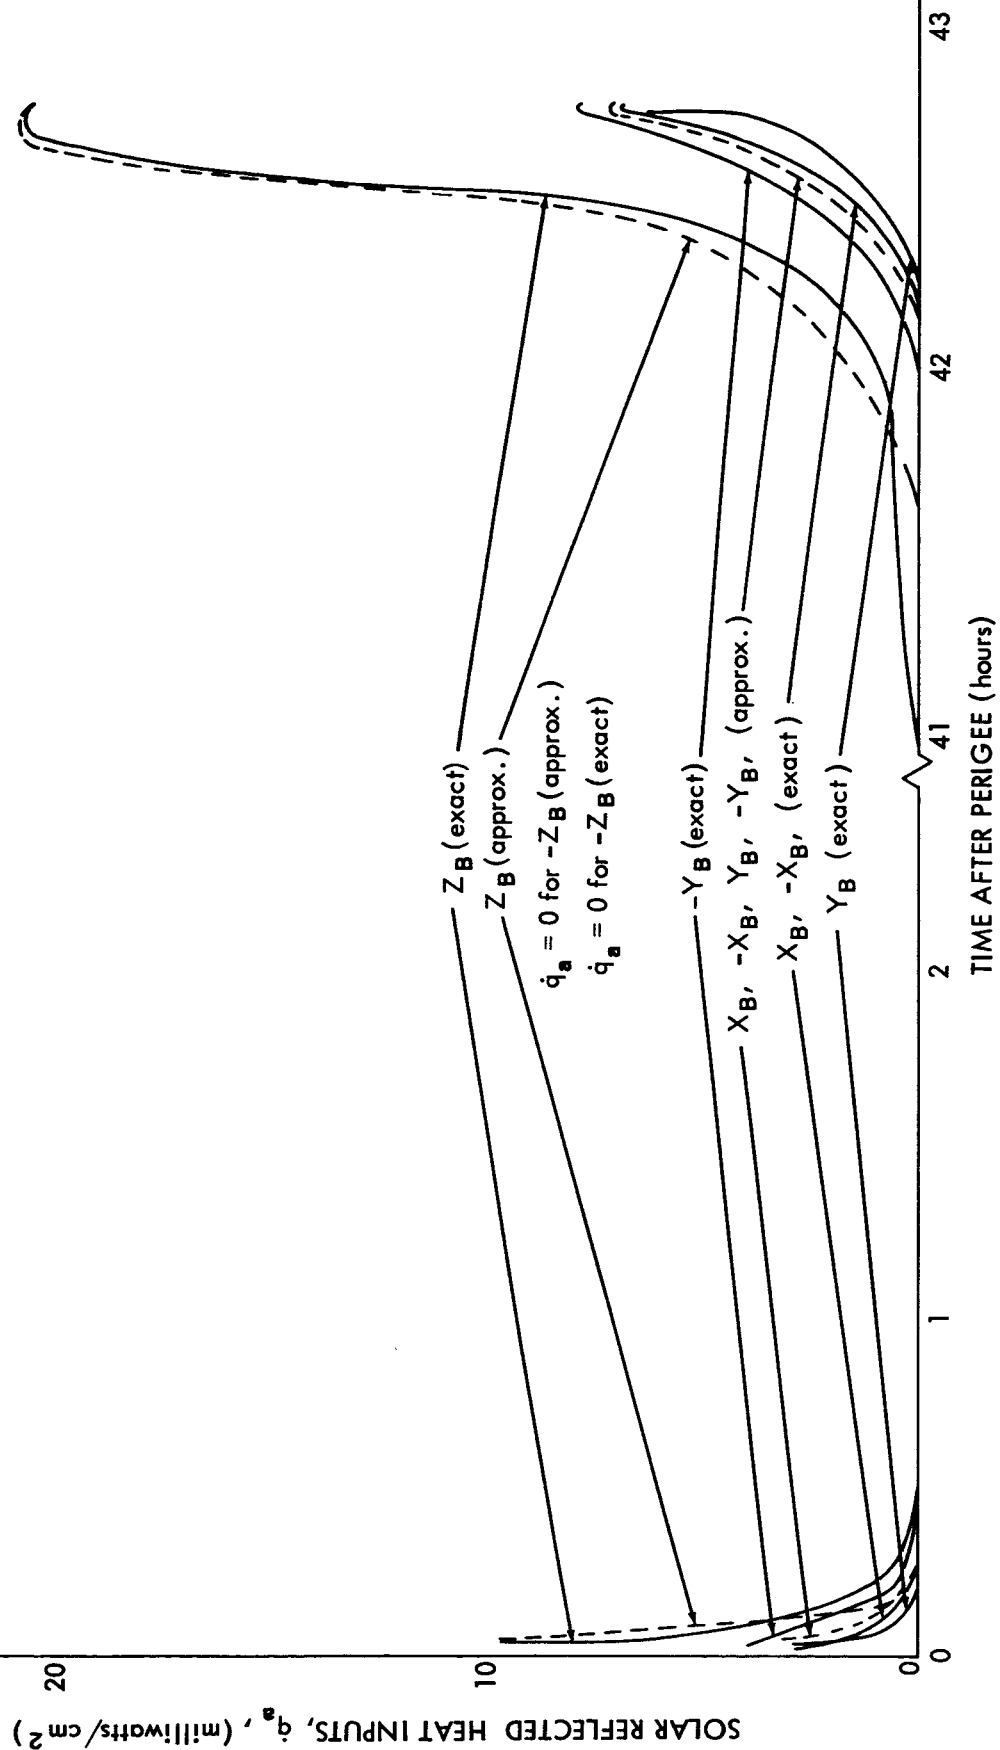 SOLAR REFLECTED HEAT INPUTS, q̇a, (milliwatts/cm²)
20
10
0
ZB (exact)
ZB (approx.)
q̇a = 0 for -ZB (approx.)
q̇a = 0 for -ZB (exact)
-YB (exact)
XB, -XB, YB, -YB, (approx.)
XB, -XB, (exact)
YB (exact)
0 1 2 41 42 43
TIME AFTER PERIGEE (hours)